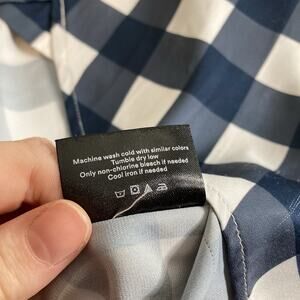 Machine wash cold with similar colors
Tumble dry low
Only non-chlorine bleach if needed
Cool Iron if needed